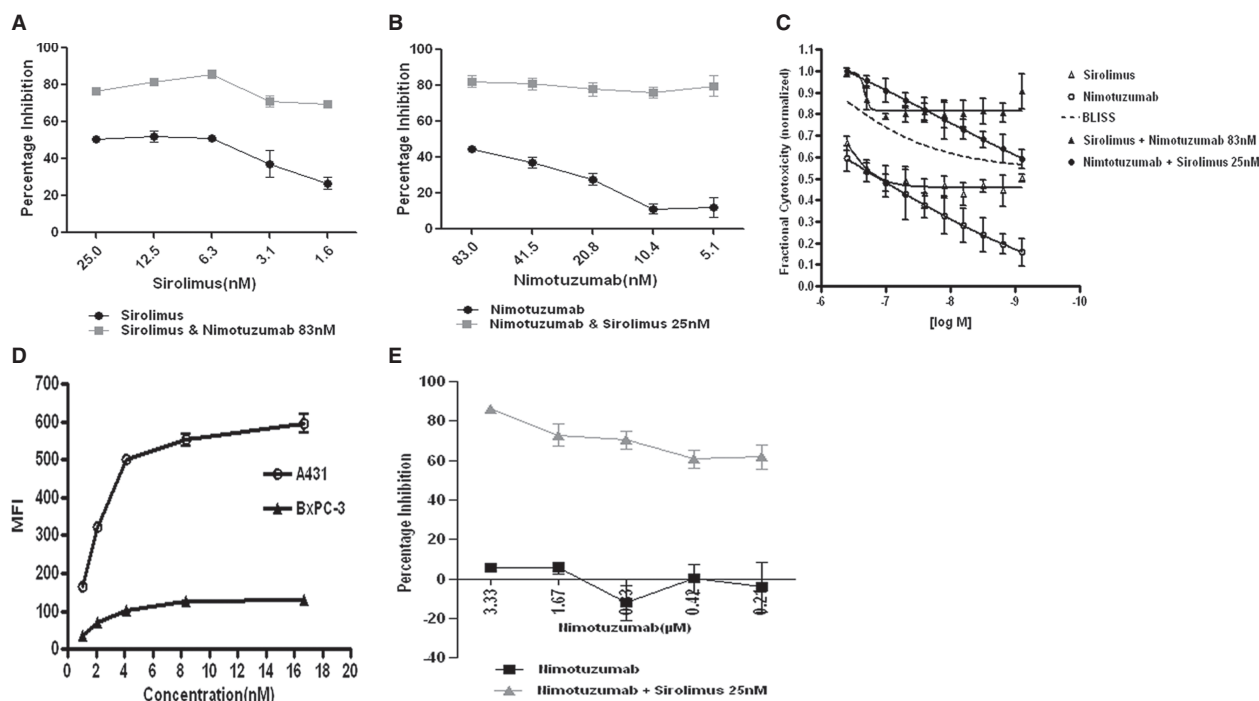 A
100
80
60
40
20
0
Percentage Inhibition
25.0 12.5 6.3 3.1 1.6
Sirolimus(nM)
Sirolimus
Sirolimus & Nimotuzumab 83nM
B
100
80
60
40
20
0
Percentage Inhibition
83.0 41.5 20.8 10.4 5.1
Nimotuzumab(nM)
Nimotuzumab
Nimotuzumab & Sirolimus 25nM
C
1.1
1.0
0.9
0.8
0.7
0.6
0.5
0.4
0.3
0.2
0.1
0.0
Fractional Cytotoxicity (normalized)
-6 -7 -8 -9 -10
[log M]
Sirolimus
Nimotuzumab
BLISS
Sirolimus + Nimotuzumab 83nM
Nimtotuzumab + Sirolimus 25nM
D
700
600
500
400
300
200
100
0
MFI
0 2 4 6 8 10 12 14 16 18 20
Concentration(nM)
A431
BxPC-3
E
100
80
60
40
20
0
-20
-40
Percentage Inhibition
3.33 1.67 0.42
Nimotuzumab(µM)
Nimotuzumab
Nimotuzumab + Sirolimus 25nM